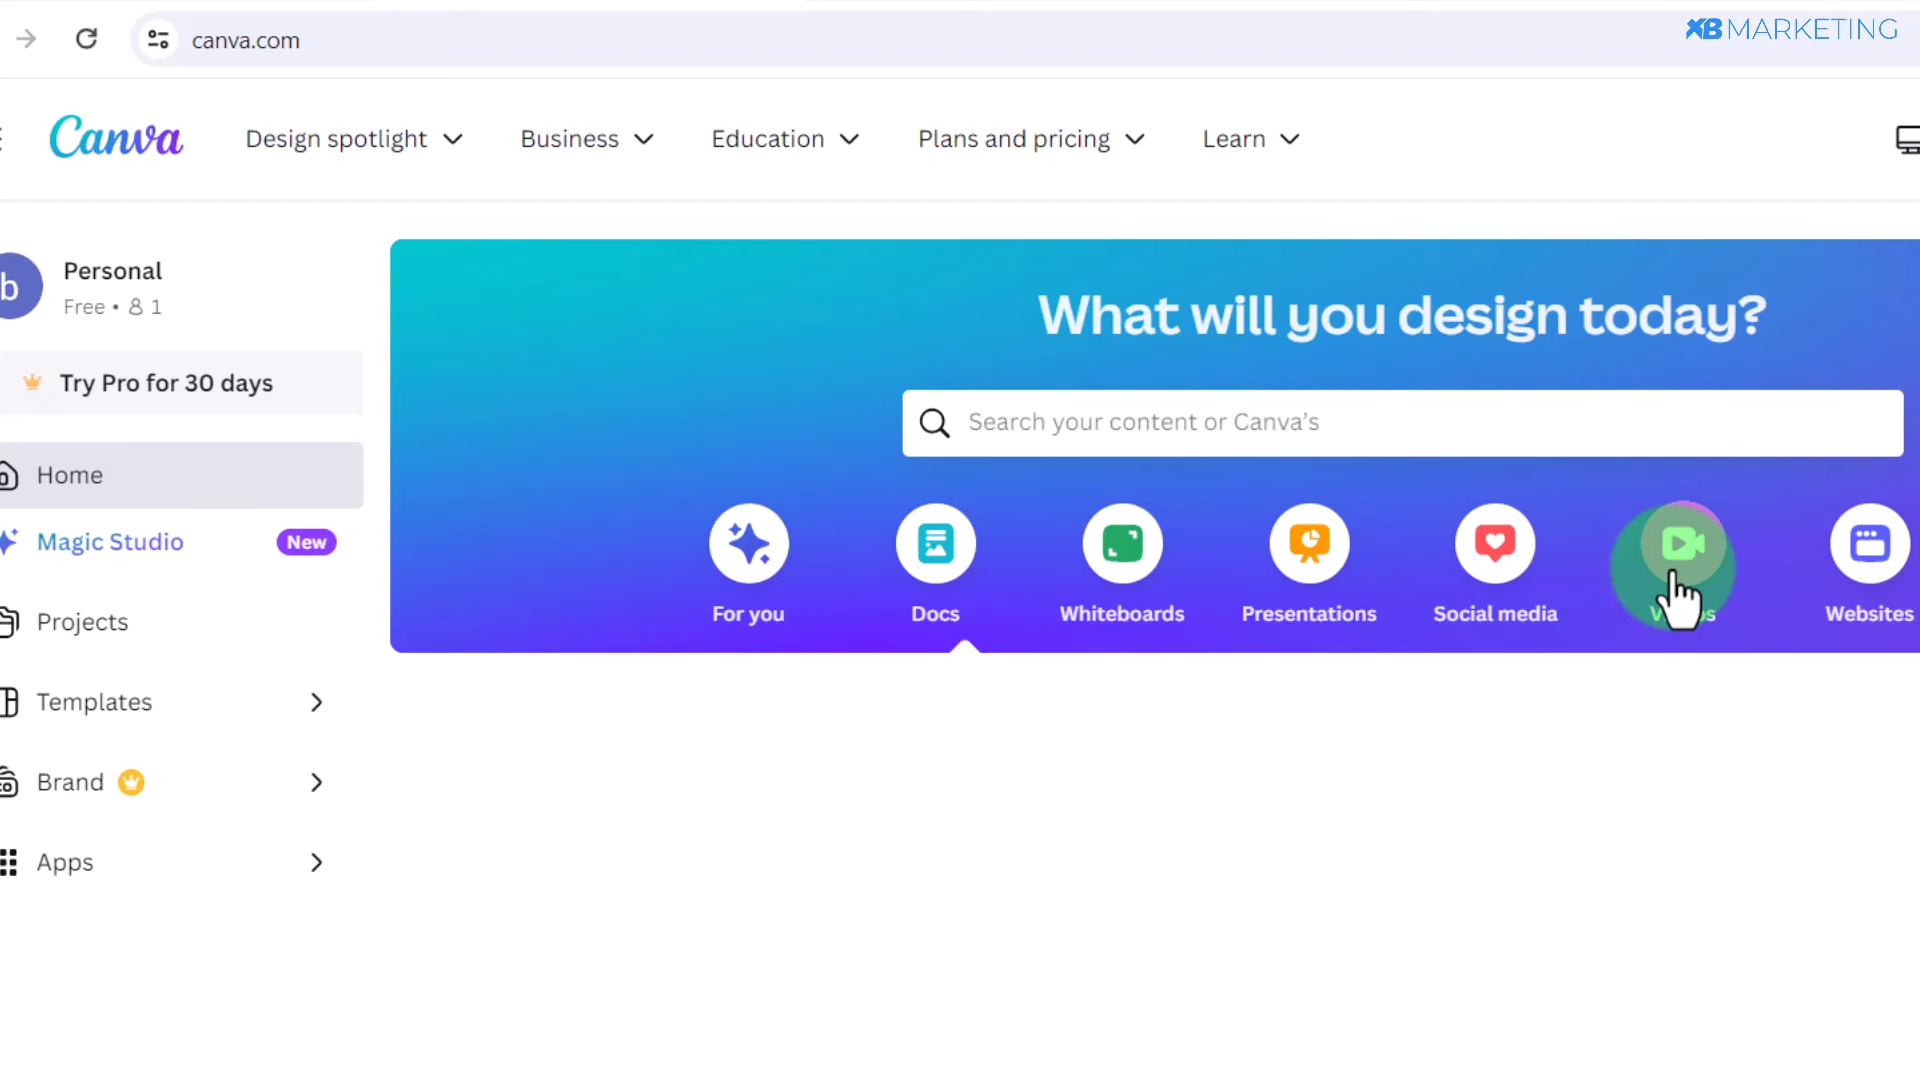 canva.com
XB MARKETING
Canva
Design spotlight
Business
Education
Plans and pricing
Learn
b
Personal
Free • 1
Try Pro for 30 days
Home
Magic Studio
New
Projects
Templates
Brand
Apps
What will you design today?
Search your content or Canva's
For you
Docs
Whiteboards
Presentations
Social media
Websites